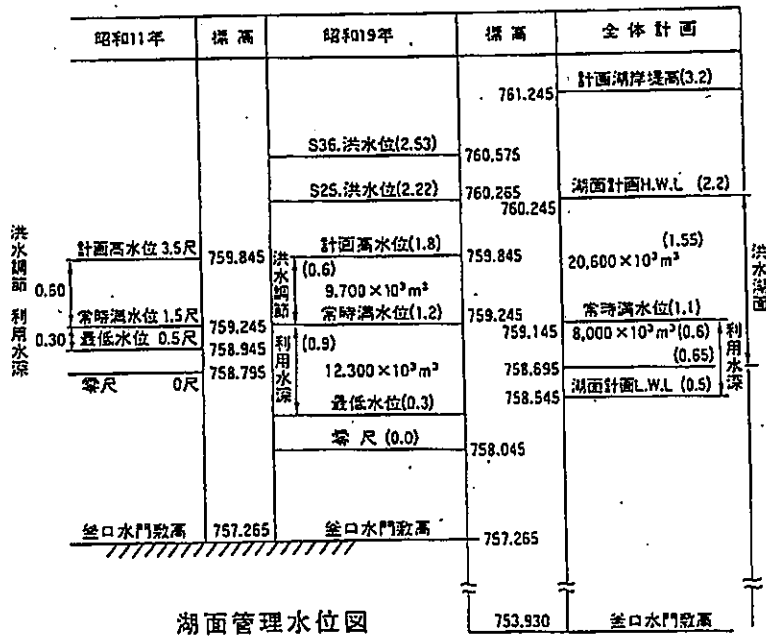 昭和11年 標高 昭和19年 標高 全体計画
計画湖岸堤高(3.2)
761.245
S36.洪水位(2.53)
760.575
S25.洪水位(2.22)
760.265
湖面計画H.W.L (2.2)
760.245
計画高水位 3.5尺
759.845
計画高水位(1.8)
759.845
洪水調節
0.60
洪水調節
(0.6)
9.700×10³m³
(1.55)
20,600×10³m³
洪水湖面
常時満水位 1.5尺
759.245
常時満水位(1.2)
759.245
常時満水位(1.1)
759.145
利用水深
0.30
最低水位 0.5尺
758.945
零尺 0尺
758.795
利用水深
(0.9)
12.300×10³m³
8,000×10³m³(0.6)
(0.65)
利用水深
758.695
湖面計画L.W.L (0.5)
758.545
最低水位(0.3)
零尺(0.0)
758.045
釜口水門敷高
757.265
釜口水門敷高
757.265
753.930
釜口水門敷高
湖面管理水位図